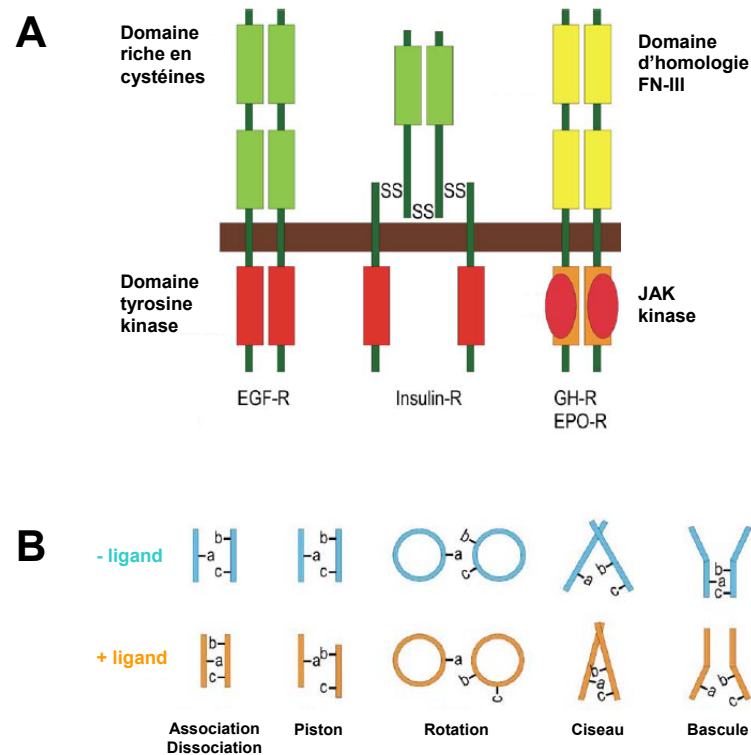 A
Domaine
riche en
cystéines
Domaine
d'homologie
FN-III
SS
SS
SS
Domaine
tyrosine
kinase
JAK
kinase
EGF-R
Insulin-R
GH-R
EPO-R
B
- ligand
b
a
c
b
a
c
b
a
c
a
b
c
b
a
c
+ ligand
b
a
c
a
b
c
a
b
c
b
a
c
a
b
c
Association
Dissociation
Piston
Rotation
Ciseau
Bascule